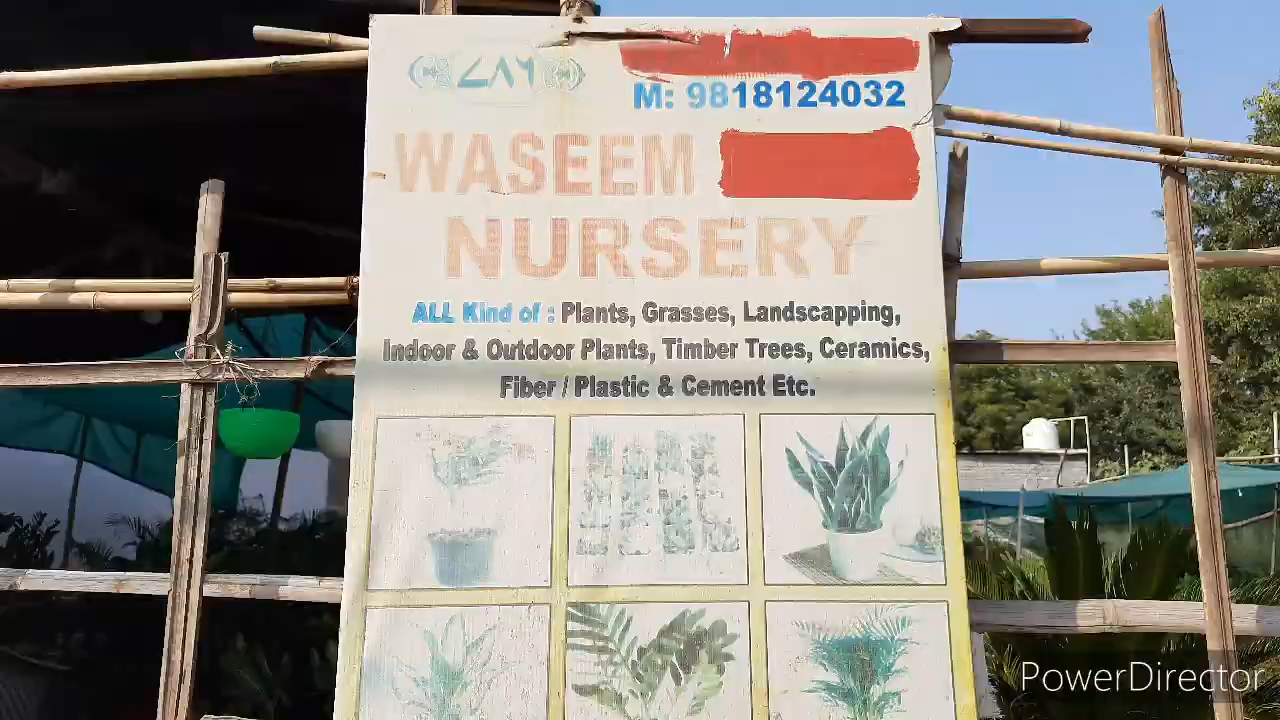 ۷۸۶
M: 9818124032
WASEEM
NURSERY
ALL Kind of : Plants, Grasses, Landscapping,
Indoor & Outdoor Plants, Timber Trees, Ceramics,
Fiber / Plastic & Cement Etc.
PowerDirector